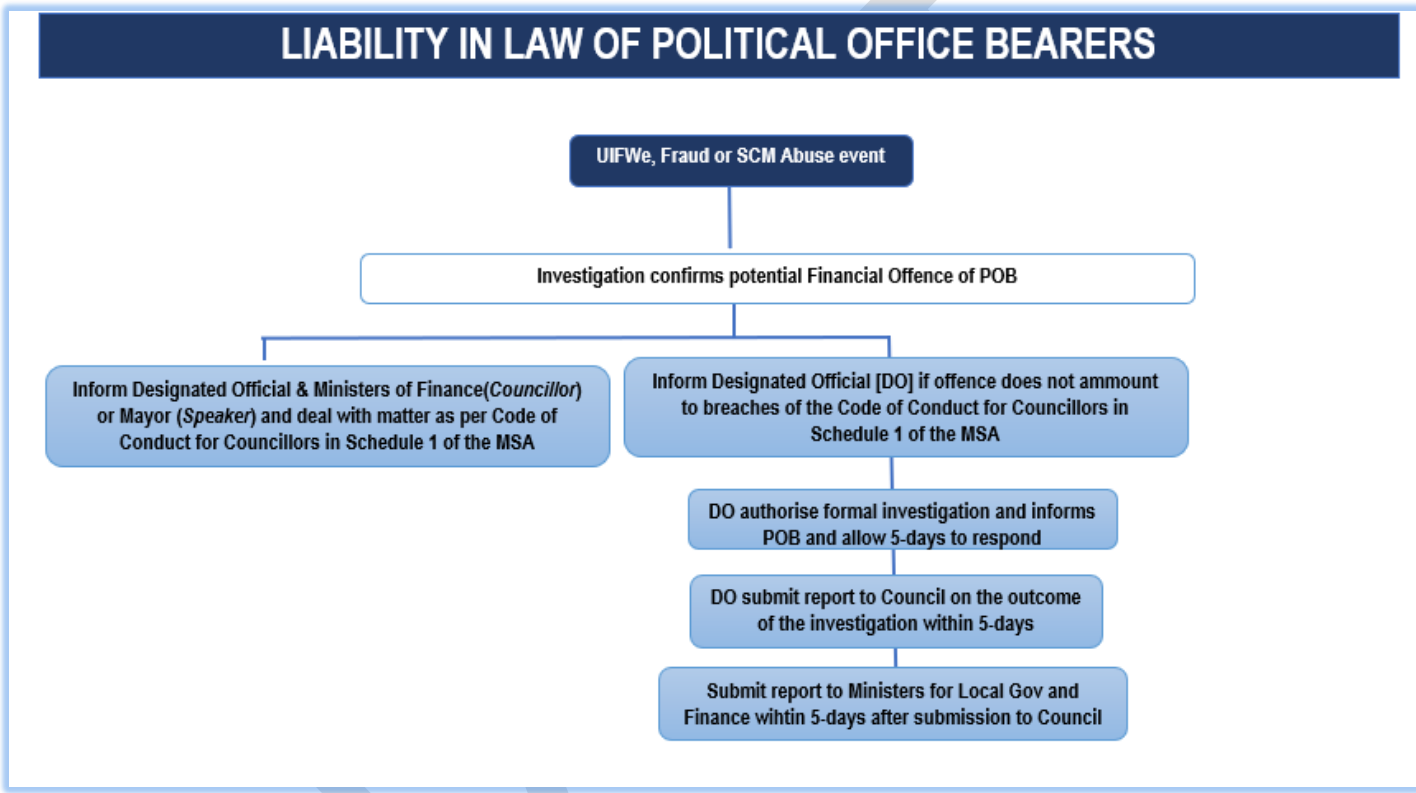 LIABILITY IN LAW OF POLITICAL OFFICE BEARERS
UIFWe, Fraud or SCM Abuse event
Investigation confirms potential Financial Offence of POB
Inform Designated Official & Ministers of Finance(Councillor)
or Mayor (Speaker) and deal with matter as per Code of
Conduct for Councillors in Schedule 1 of the MSA
Inform Designated Official [DO] if offence does not ammount
to breaches of the Code of Conduct for Councillors in
Schedule 1 of the MSA
DO authorise formal investigation and informs
POB and allow 5-days to respond
DO submit report to Council on the outcome
of the investigation within 5-days
Submit report to Ministers for Local Gov and
Finance wihtin 5-days after submission to Council